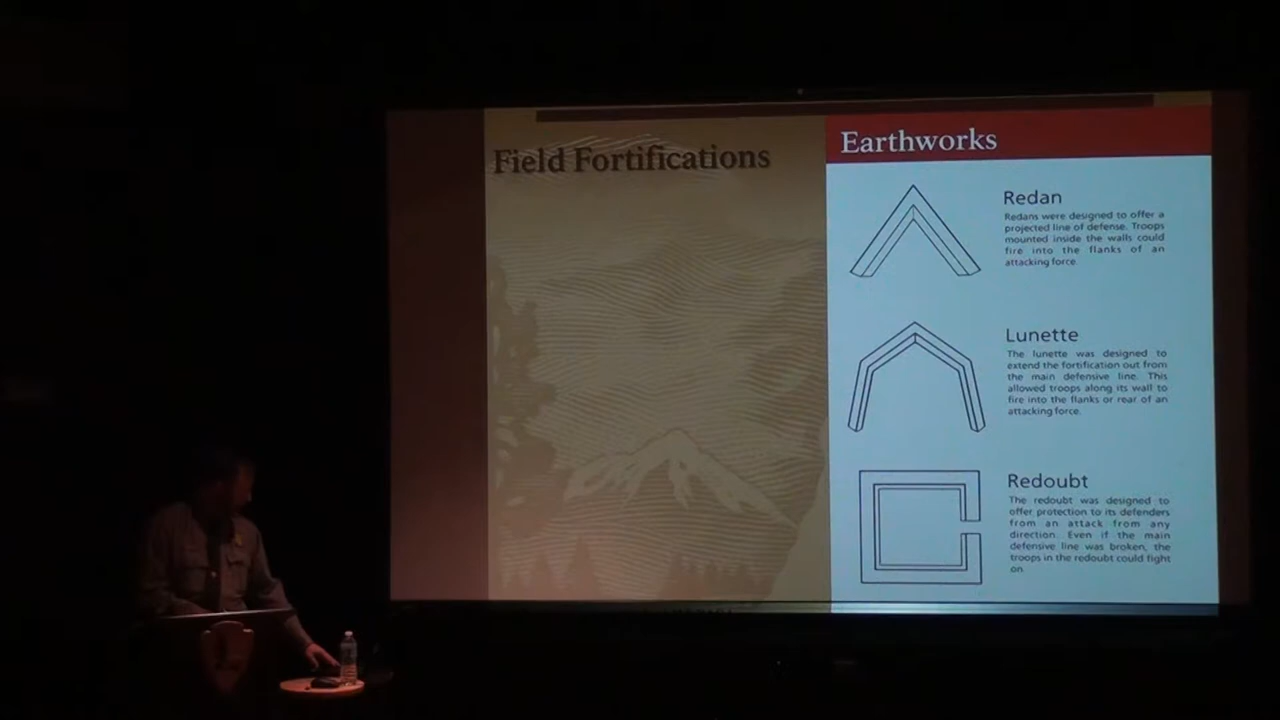 Field Fortifications
Earthworks
Redan
Redans were designed to offer a
projected line of defense. Troops
mounted inside the walls could
fire into the flanks of an
attacking force.
Lunette
The lunette was designed to
extend the fortification out from
the main defensive line. This
allowed troops along its wall to
fire into the flanks or rear of an
attacking force.
Redoubt
The redoubt was designed to
offer protection to its defenders
from an attack from any
direction. Even if the main
defensive line was broken, the
troops in the redoubt could fight
on